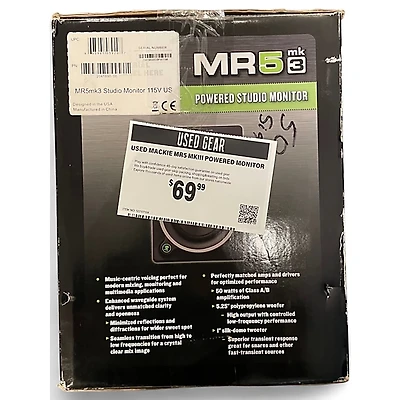 UPC
SERIAL NUMBER
PN
MR5mk3 Studio Monitor 115V US
Designed in the USA
Manufactured in China
MR5 mk3
POWERED STUDIO MONITOR
USED GEAR
USED MACKIE MR5 MKIII POWERED MONITOR
$69.99
• Music-centric voicing perfect for
modern mixing, monitoring and
multimedia applications
• Enhanced waveguide system
delivers unmatched clarity
and openness
Minimized reflections and
diffractions for wider sweet spot
Seamless transition from high to
low frequencies for a crystal
clear mix image
• Perfectly matched amps and drivers
for optimized performance
50 watts of Class A/B
amplification
5.25" polypropylene woofer
High output with controlled
low-frequency performance
1" silk-dome tweeter
Superior transient response
great for snares and other
fast-transient sources